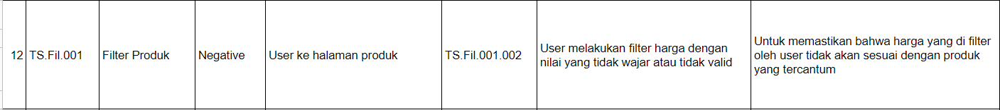 12 TS.Fil.001 Filter Produk Negative User ke halaman produk TS.Fil.001.002
User melakukan filter harga dengan
nilai yang tidak wajar atau tidak valid
Untuk memastikan bahwa harga yang di filter
oleh user tidak akan sesuai dengan produk
yang tercantum